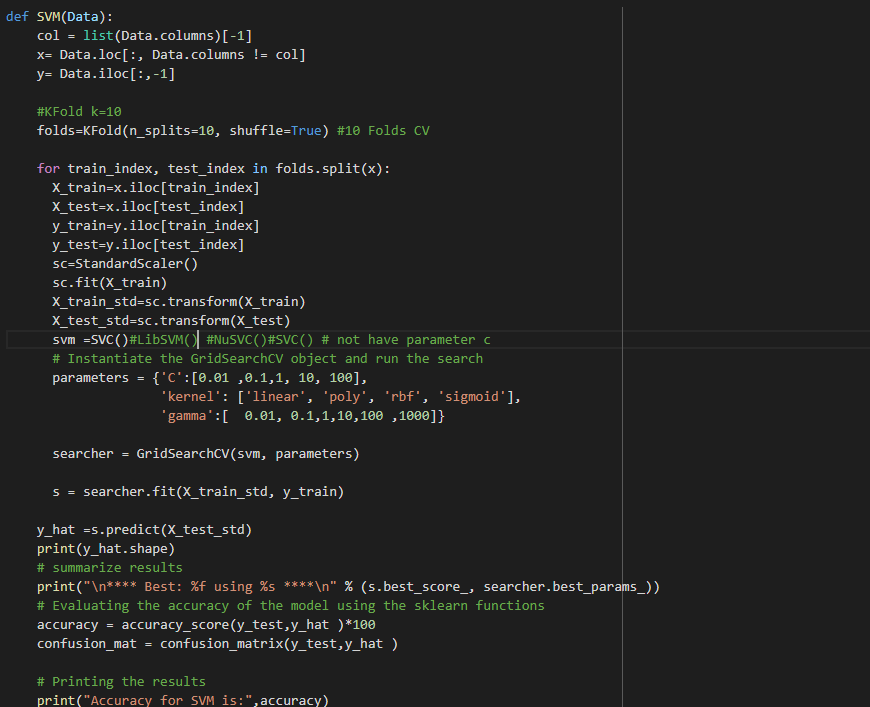 def SVM(Data):
    col = list(Data.columns)[-1]
    x= Data.loc[:, Data.columns != col]
    y= Data.iloc[:,-1]

    #KFold k=10
    folds=KFold(n_splits=10, shuffle=True) #10 Folds CV

    for train_index, test_index in folds.split(x):
      X_train=x.iloc[train_index]
      X_test=x.iloc[test_index]
      y_train=y.iloc[train_index]
      y_test=y.iloc[test_index]
      sc=StandardScaler()
      sc.fit(X_train)
      X_train_std=sc.transform(X_train)
      X_test_std=sc.transform(X_test)
      svm =SVC()#LibSVM() #NuSVC()#SVC() # not have parameter c
      # Instantiate the GridSearchCV object and run the search
      parameters = {'C':[0.01 ,0.1,1, 10, 100],
                    'kernel': ['linear', 'poly', 'rbf', 'sigmoid'],
                    'gamma':[  0.01, 0.1,1,10,100 ,1000]}

      searcher = GridSearchCV(svm, parameters)

      s = searcher.fit(X_train_std, y_train)

    y_hat =s.predict(X_test_std)
    print(y_hat.shape)
    # summarize results
    print("\n**** Best: %f using %s ****\n" % (s.best_score_, searcher.best_params_))
    # Evaluating the accuracy of the model using the sklearn functions
    accuracy = accuracy_score(y_test,y_hat )*100
    confusion_mat = confusion_matrix(y_test,y_hat )

    # Printing the results
    print("Accuracy for SVM is:",accuracy)